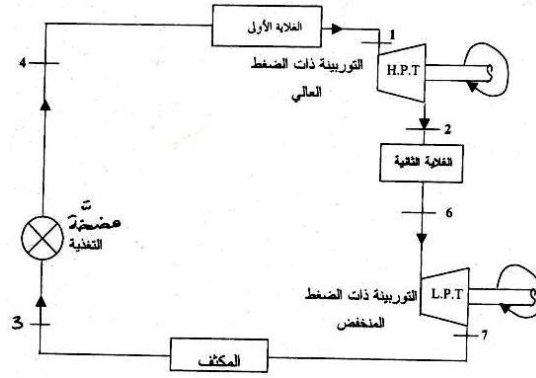 الغلاية الأولى
1
4
التوربينة ذات الضغط
العالي
H.P.T
2
الغلاية الثانية
6
مضخة
التغذية
التوربينة ذات الضغط
المنخفض
L.P.T
3
7
المكثف